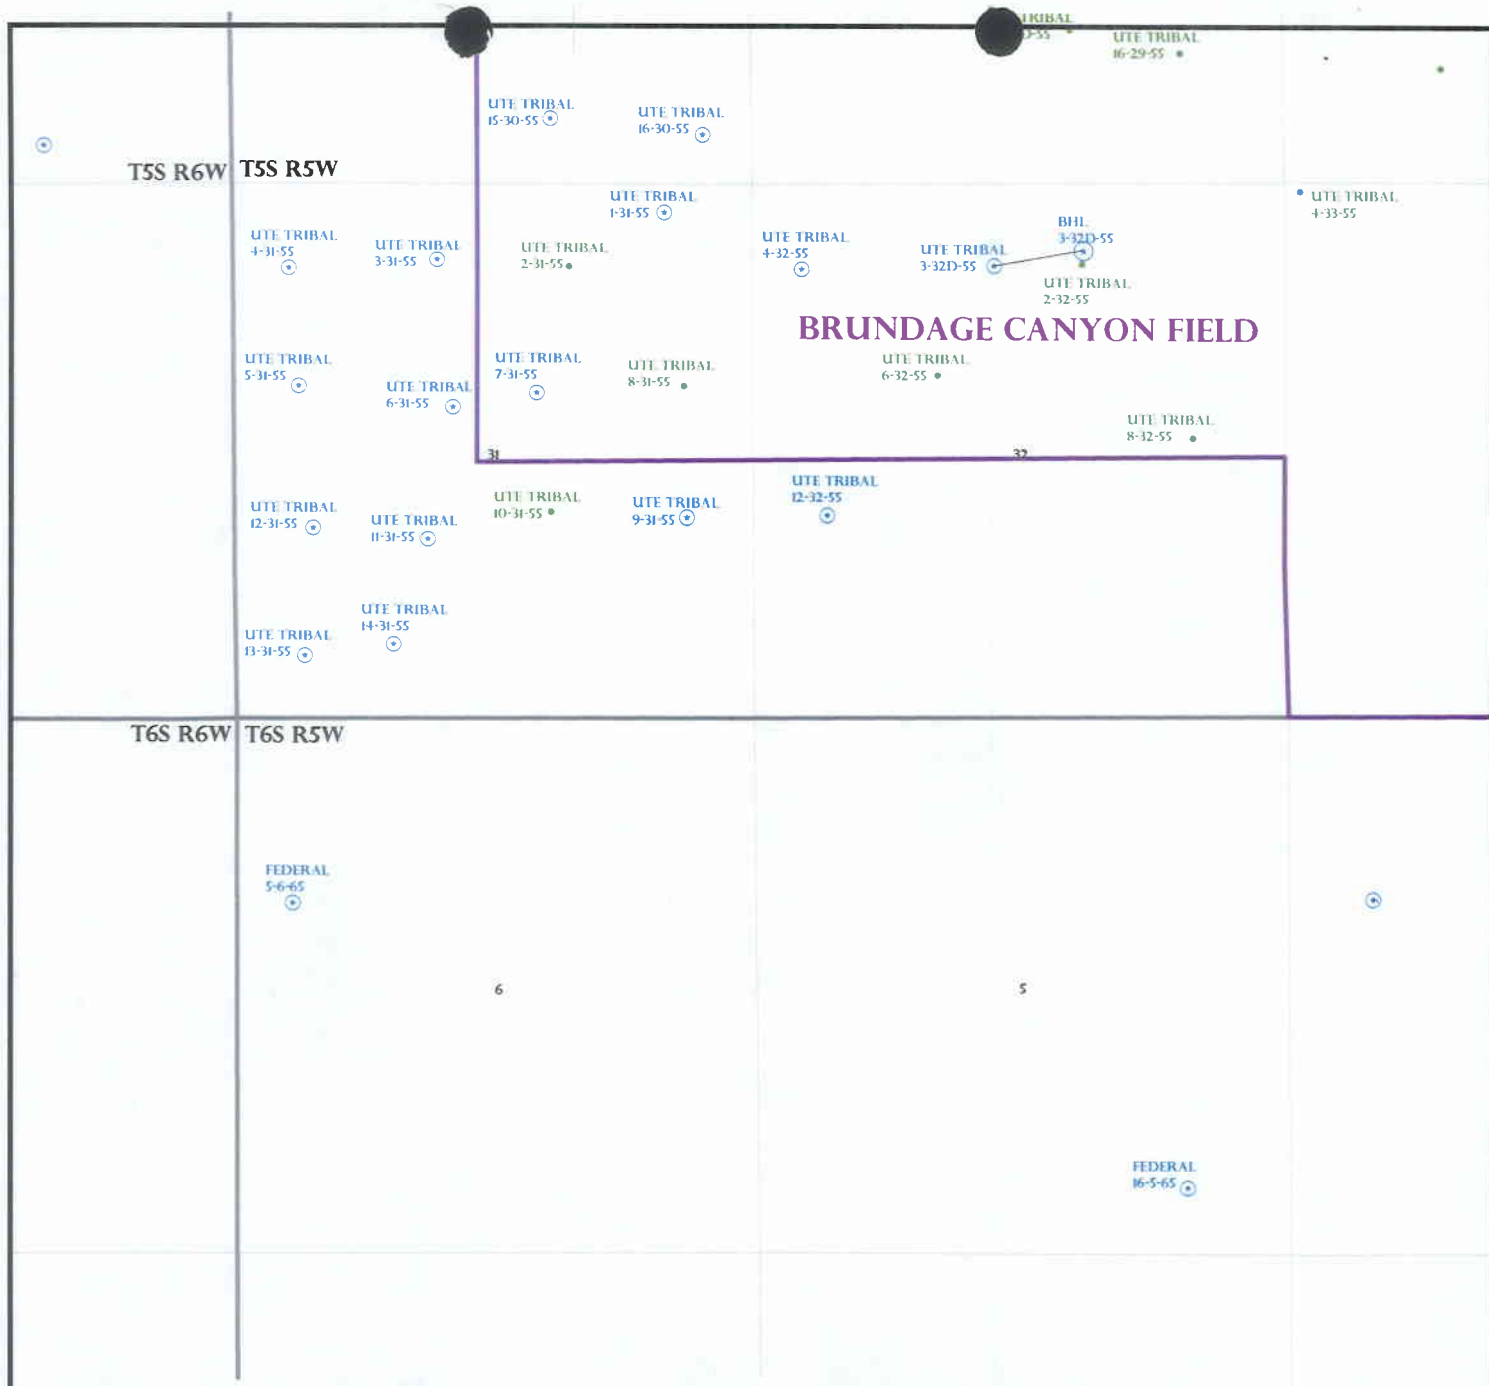 TRIBAL
D-55
UTE TRIBAL
16-29-55
UTE TRIBAL
15-30-55
UTE TRIBAL
16-30-55
T5S R6W
T5S R5W
UTE TRIBAL
1-31-55
UTE TRIBAL
4-33-55
UTE TRIBAL
4-31-55
UTE TRIBAL
3-31-55
UTE TRIBAL
2-31-55
UTE TRIBAL
4-32-55
UTE TRIBAL
3-32D-55
BHL
3-32D-55
UTE TRIBAL
2-32-55
BRUNDAGE CANYON FIELD
UTE TRIBAL
5-31-55
UTE TRIBAL
6-31-55
UTE TRIBAL
7-31-55
UTE TRIBAL
8-31-55
UTE TRIBAL
6-32-55
UTE TRIBAL
8-32-55
31
32
UTE TRIBAL
12-31-55
UTE TRIBAL
11-31-55
UTE TRIBAL
10-31-55
UTE TRIBAL
9-31-55
UTE TRIBAL
12-32-55
UTE TRIBAL
13-31-55
UTE TRIBAL
14-31-55
T6S R6W
T6S R5W
FEDERAL
5-6-65
6
5
FEDERAL
16-5-65